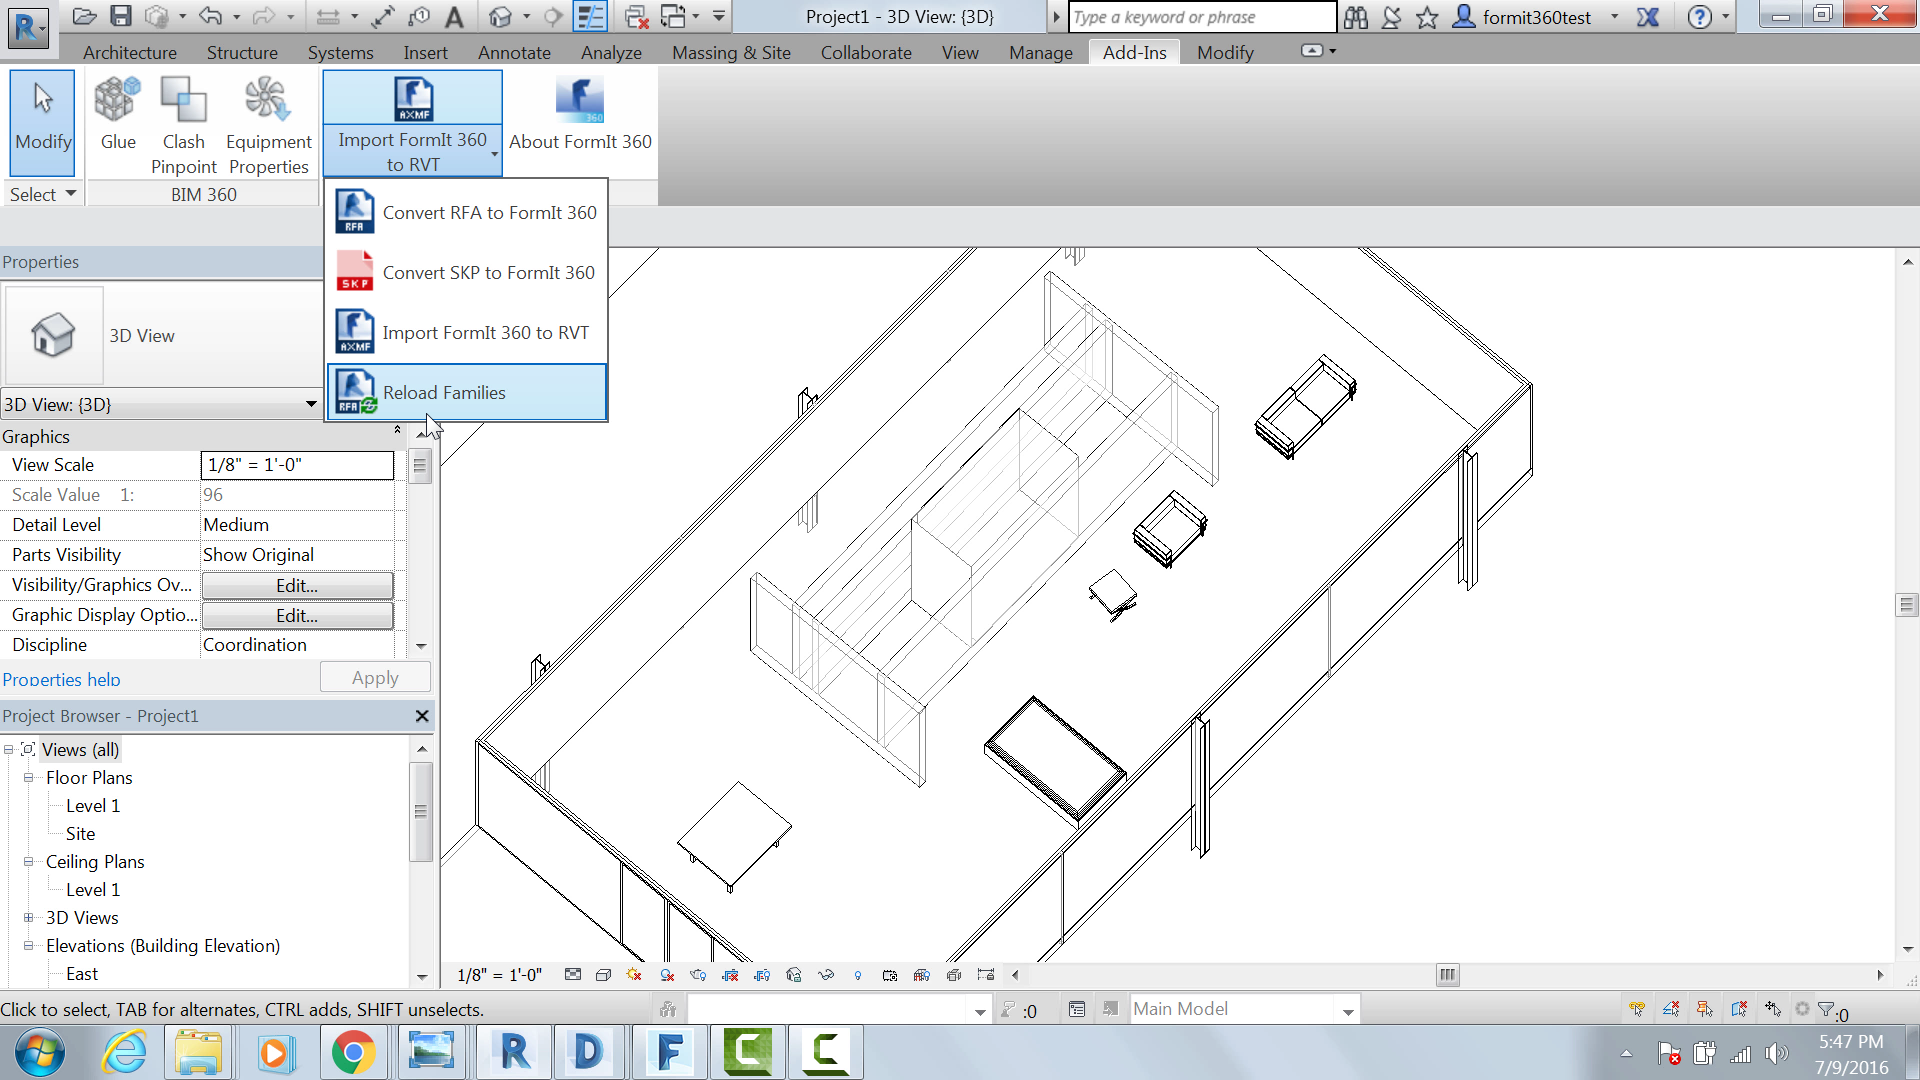 Project1 - 3D View: {3D}
Type a keyword or phrase
formit360test
Architecture
Structure
Systems
Insert
Annotate
Analyze
Massing & Site
Collaborate
View
Manage
Add-Ins
Modify
Modify
Glue
Clash
Pinpoint
Equipment
Properties
AXMF
Import FormIt 360
to RVT
360
About FormIt 360
Select
BIM 360
RFA
Convert RFA to FormIt 360
SKP
Convert SKP to FormIt 360
AXMF
Import FormIt 360 to RVT
RFA
Reload Families
Properties
3D View
3D View: {3D}
Graphics
View Scale
1/8" = 1'-0"
Scale Value 1:
96
Detail Level
Medium
Parts Visibility
Show Original
Visibility/Graphics Ov...
Edit...
Graphic Display Optio...
Edit...
Discipline
Coordination
Properties help
Apply
Project Browser - Project1
Views (all)
Floor Plans
Level 1
Site
Ceiling Plans
Level 1
3D Views
Elevations (Building Elevation)
East
1/8" = 1'-0"
Click to select, TAB for alternates, CTRL adds, SHIFT unselects.
:0
Main Model
:0
5:47 PM
7/9/2016